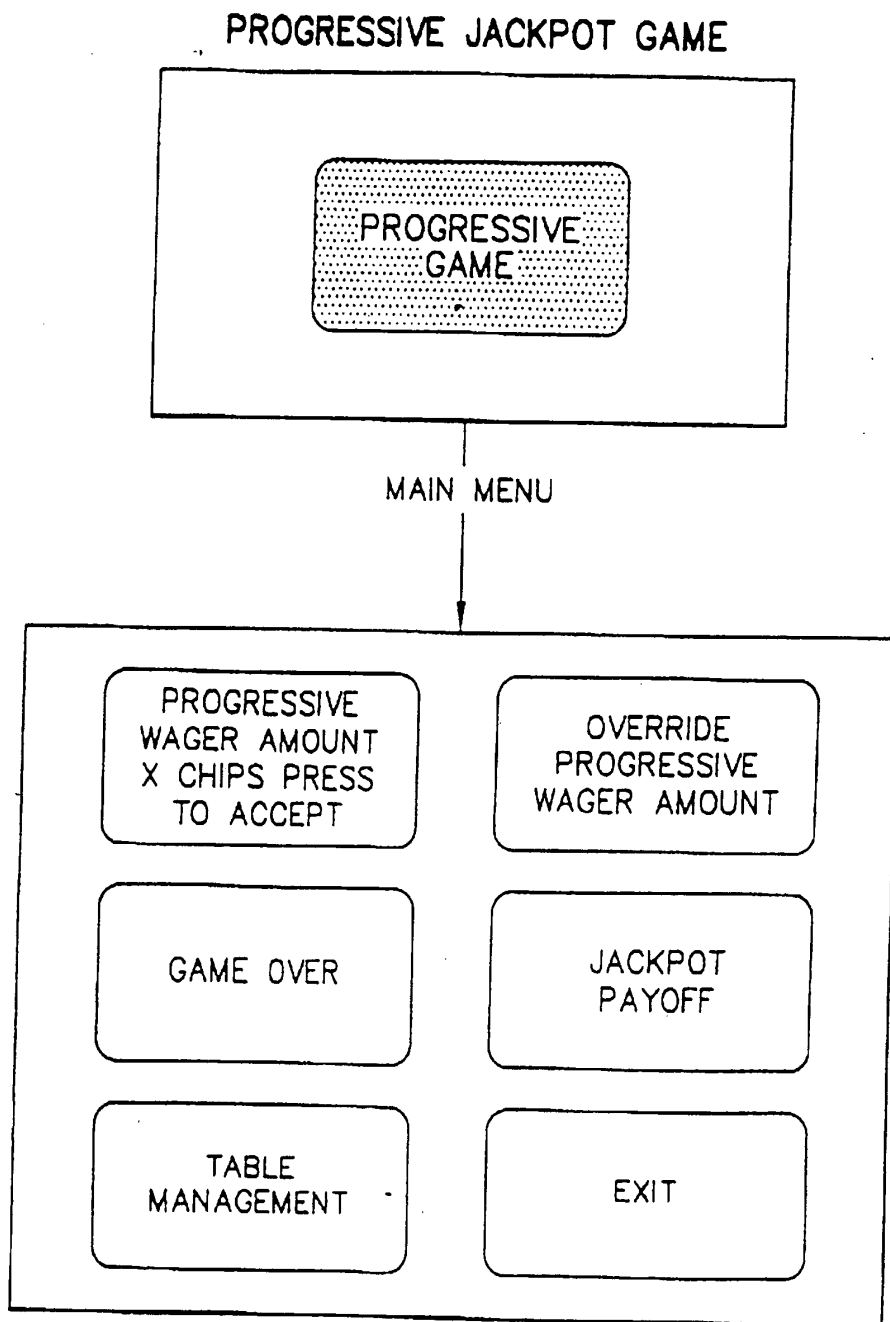 PROGRESSIVE JACKPOT GAME
PROGRESSIVE
GAME
MAIN MENU
PROGRESSIVE
WAGER AMOUNT
X CHIPS PRESS
TO ACCEPT
OVERRIDE
PROGRESSIVE
WAGER AMOUNT
GAME OVER
JACKPOT
PAYOFF
TABLE
MANAGEMENT
EXIT